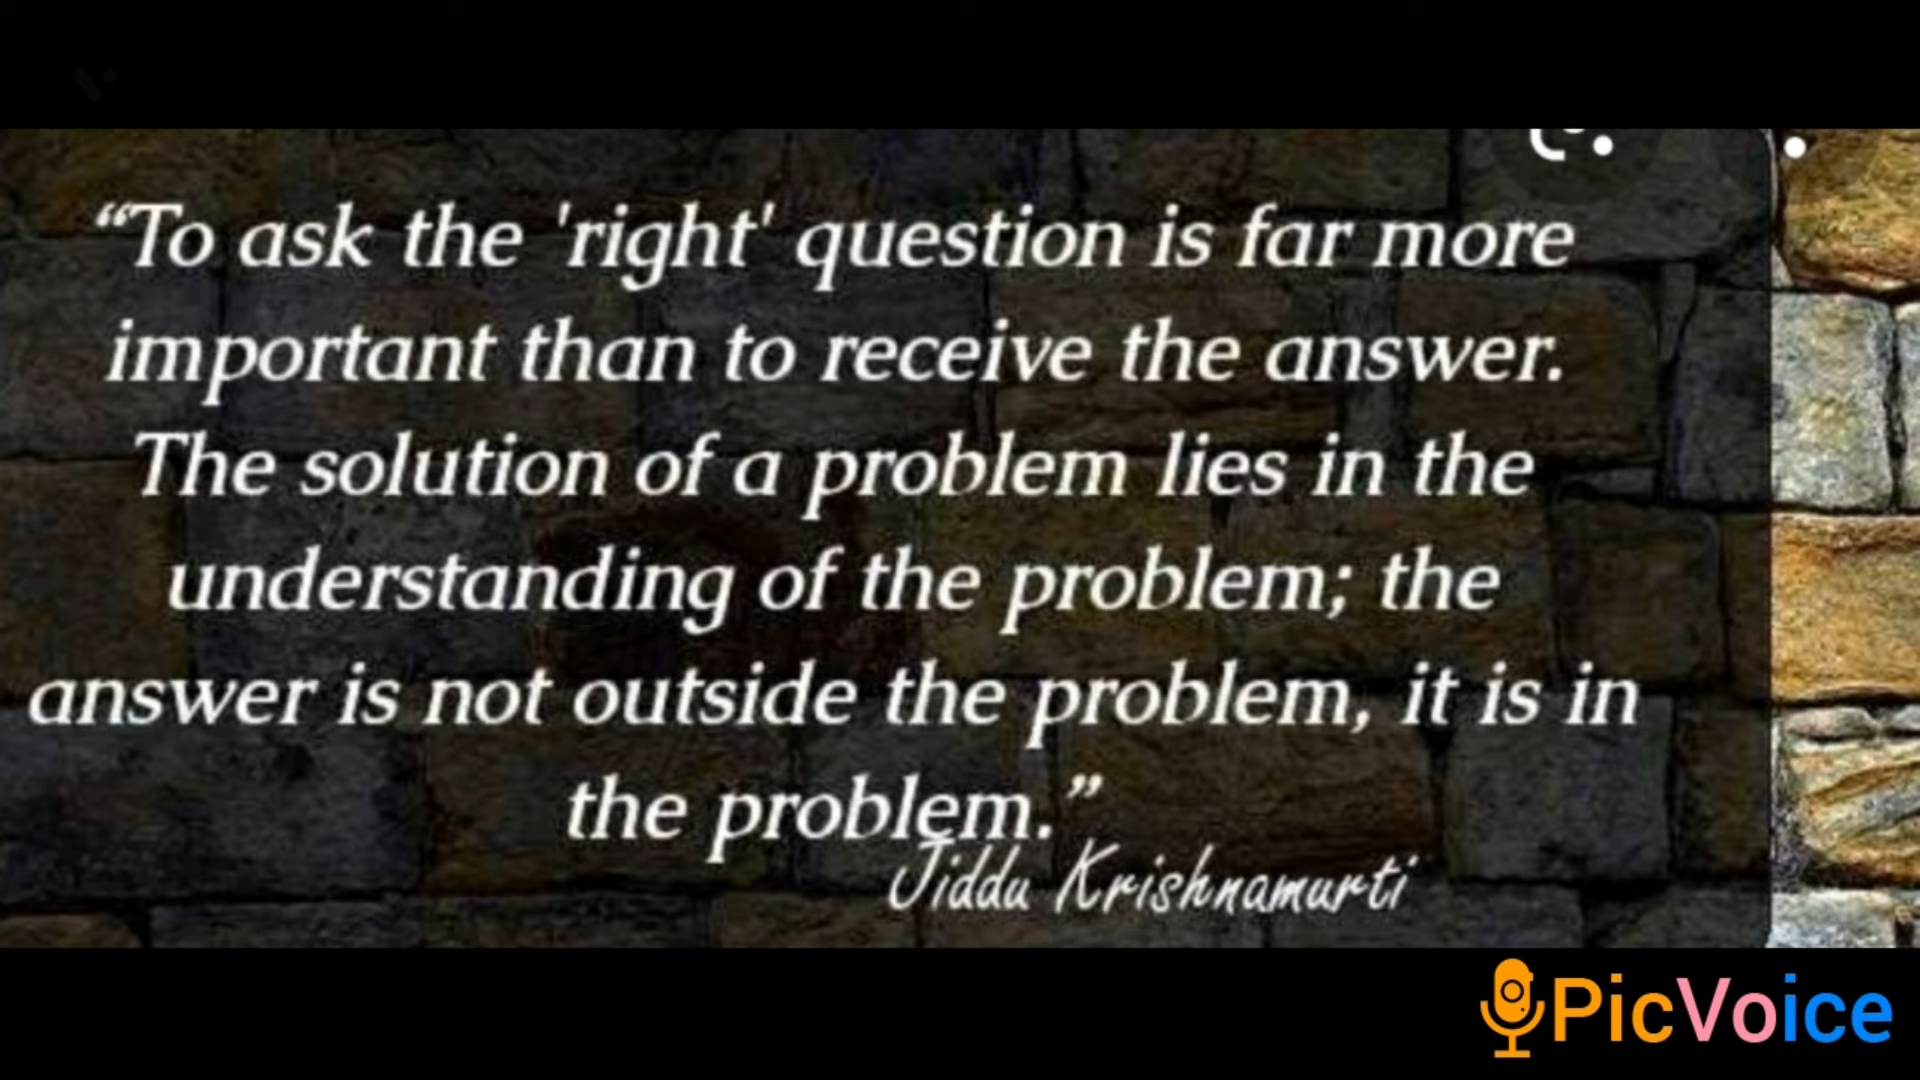 “To ask the 'right' question is far more
important than to receive the answer.
The solution of a problem lies in the
understanding of the problem; the
answer is not outside the problem, it is in
the problem.”
Jiddu Krishnamurti
PicVoice